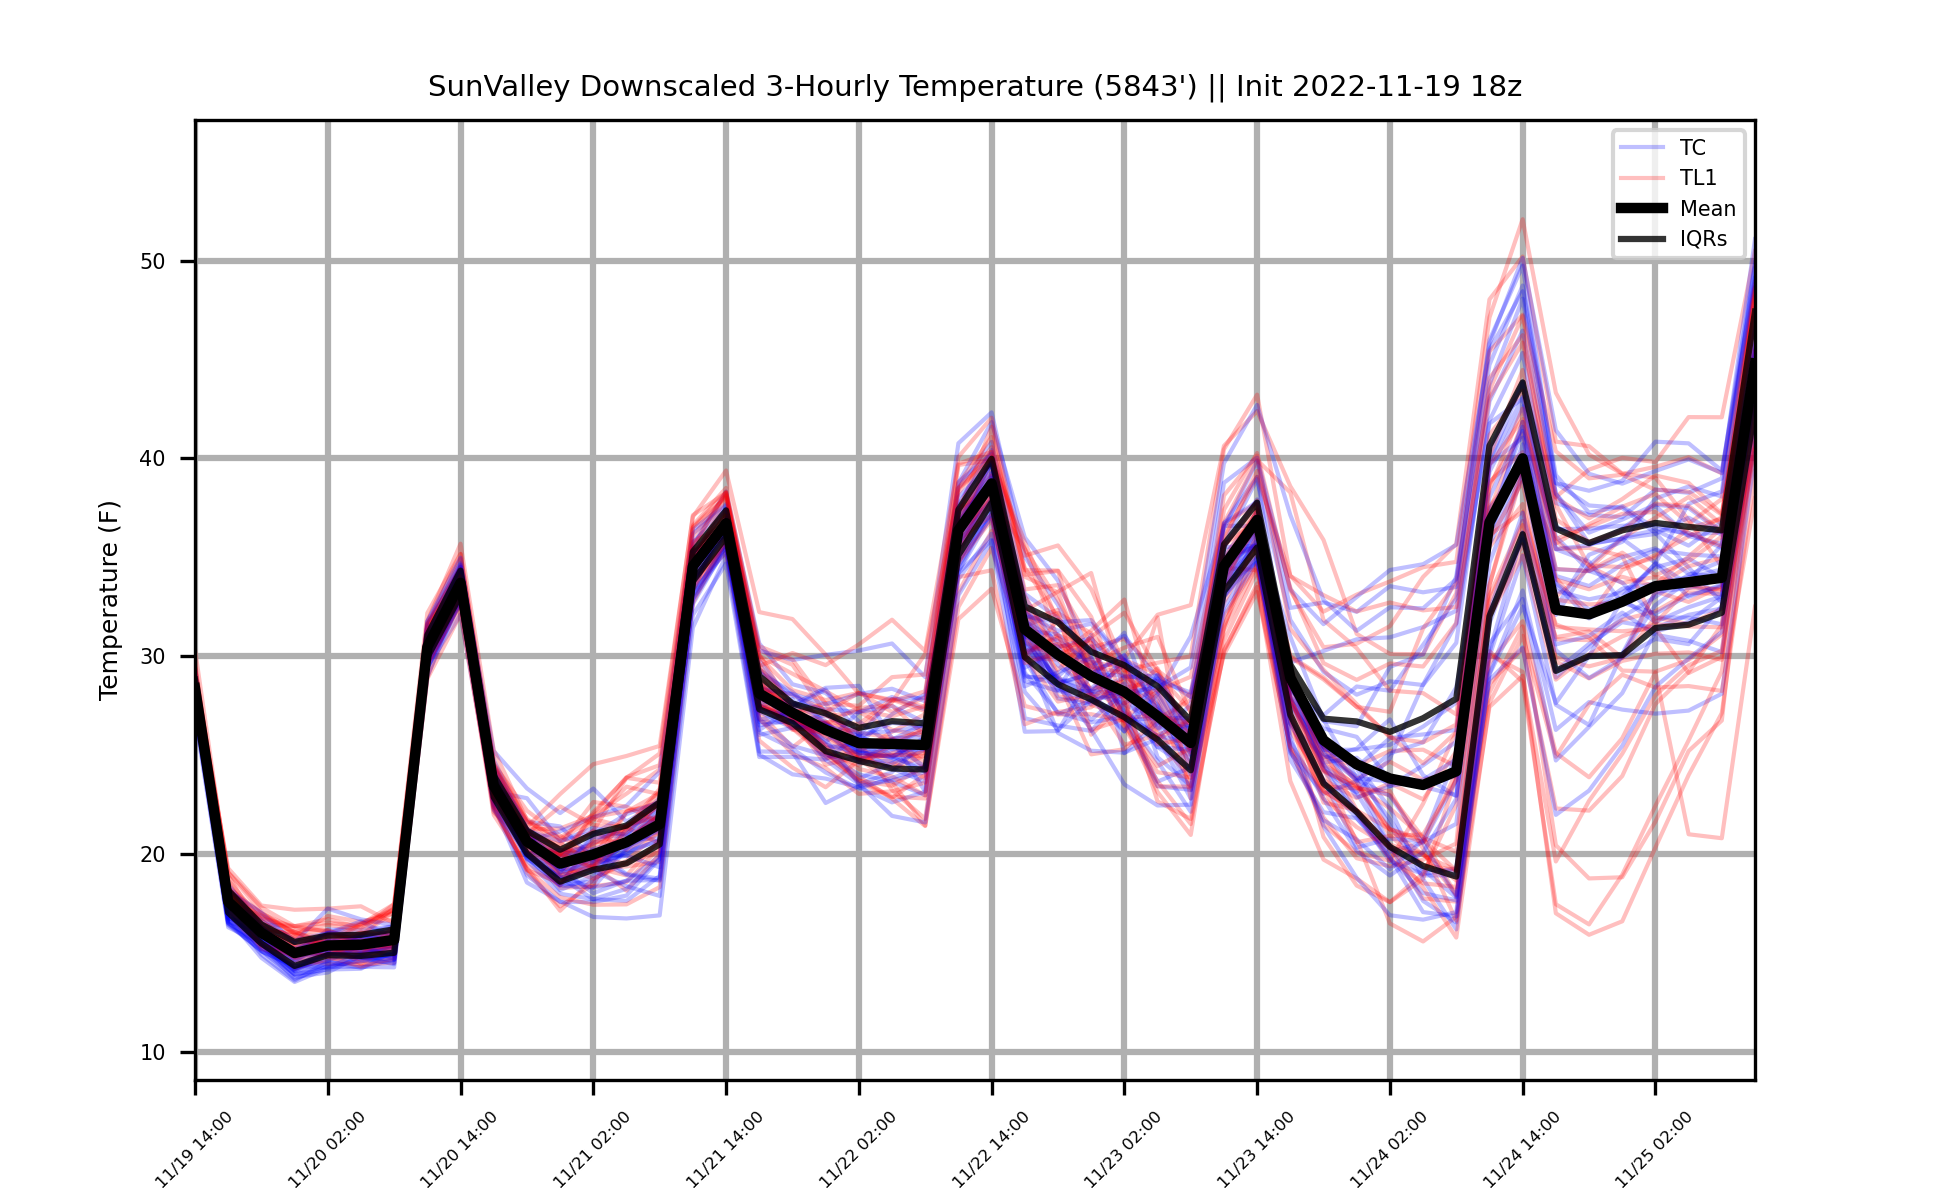 SunValley Downscaled 3-Hourly Temperature (5843') || Init 2022-11-19 18z
TC
TL1
Mean
IQRs
Temperature (F)
50
40
30
20
10
11/19 14:00
11/20 02:00
11/20 14:00
11/21 02:00
11/21 14:00
11/22 02:00
11/22 14:00
11/23 02:00
11/23 14:00
11/24 02:00
11/24 14:00
11/25 02:00